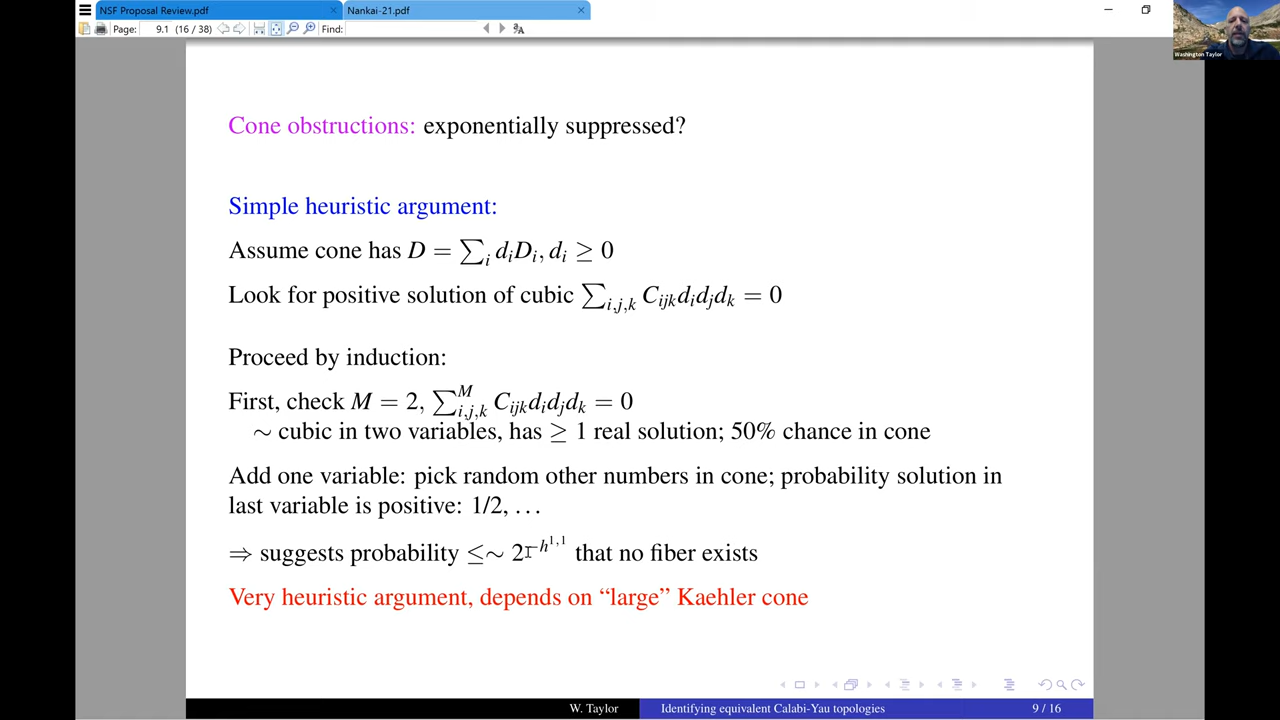 NSF Proposal Review.pdf
Nankai-21.pdf
Page: 9.1 (16 / 38) Find:
Washington Taylor
Cone obstructions: exponentially suppressed?
Simple heuristic argument:
Assume cone has D = ∑_i d_iD_i, d_i ≥ 0
Look for positive solution of cubic ∑_{i,j,k} C_{ijk}d_id_jd_k = 0
Proceed by induction:
First, check M = 2, ∑_{i,j,k}^M C_{ijk}d_id_jd_k = 0
∼ cubic in two variables, has ≥ 1 real solution; 50% chance in cone
Add one variable: pick random other numbers in cone; probability solution in
last variable is positive: 1/2, …
⇒ suggests probability ≤∼ 2^{−h^{1,1}} that no fiber exists
Very heuristic argument, depends on “large” Kaehler cone
W. Taylor Identifying equivalent Calabi-Yau topologies 9 / 16